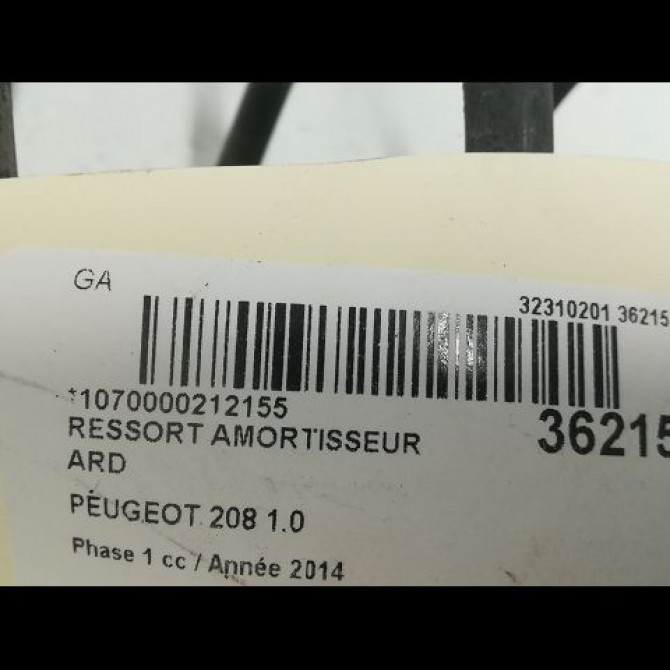 GA
32310201 36215
*1070000212155
36215
RESSORT AMORTISSEUR
ARD
PEUGEOT 208 1.0
Phase 1 cc / Année 2014